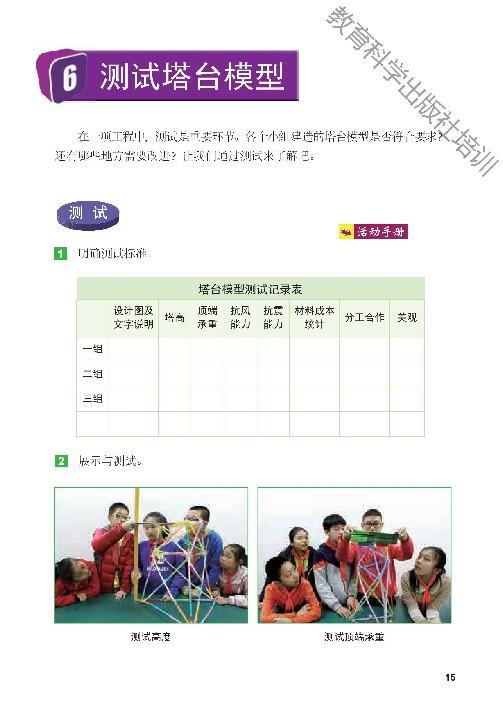 教育科学出版社培训
6 测试塔台模型
在一项工程中，测试是重要环节。各个小组建造的塔台模型是否符合要求？
还有哪些地方需要改进？让我们通过测试来了解吧。
测 试
活动手册
1 明确测试标准。
塔台模型测试记录表
设计图及文字说明 塔高 顶端承重 抗风能力 抗震能力 材料成本统计 分工合作 美观
一组
二组
三组
2 展示与测试。
测试高度 测试顶端承重
15